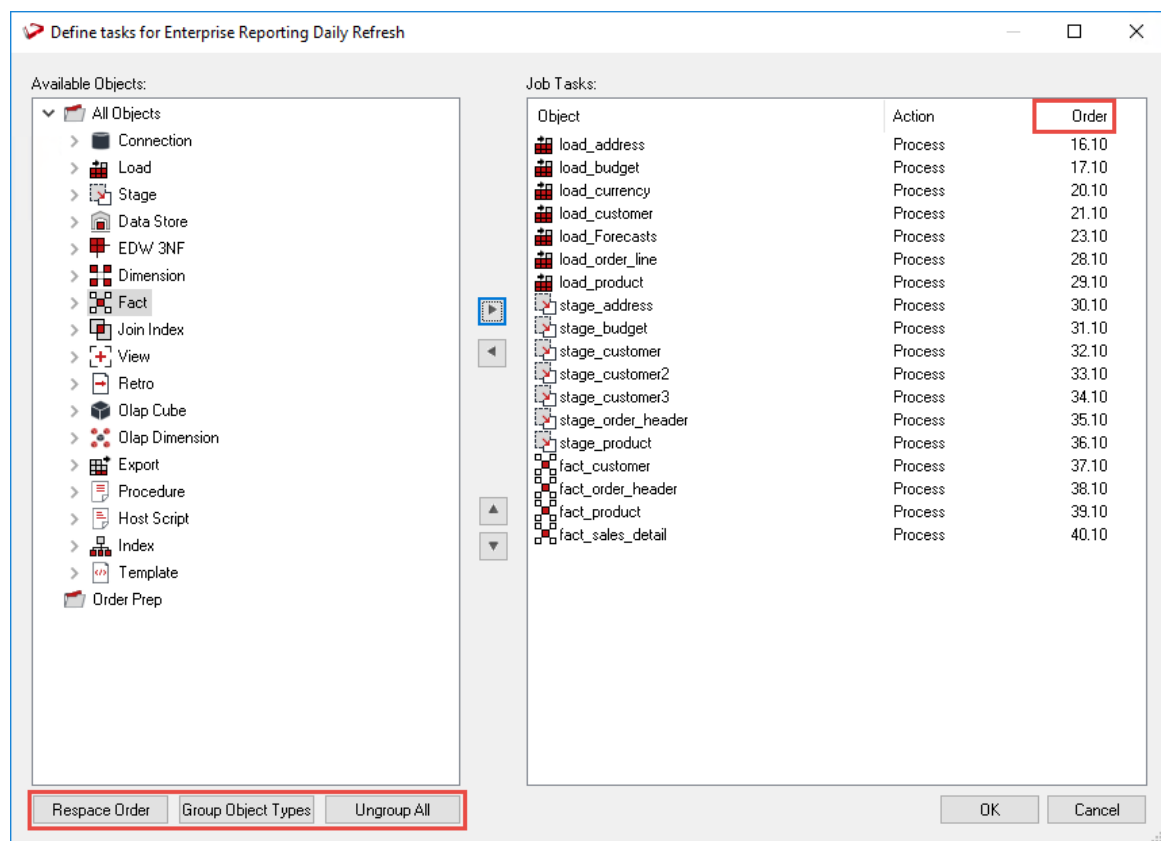 Define tasks for Enterprise Reporting Daily Refresh
Available Objects:
All Objects
Connection
Load
Stage
Data Store
EDW 3NF
Dimension
Fact
Join Index
View
Retro
Olap Cube
Olap Dimension
Export
Procedure
Host Script
Index
Template
Order Prep
Job Tasks:
Object Action Order
load_address Process 16.10
load_budget Process 17.10
load_currency Process 20.10
load_customer Process 21.10
load_Forecasts Process 23.10
load_order_line Process 28.10
load_product Process 29.10
stage_address Process 30.10
stage_budget Process 31.10
stage_customer Process 32.10
stage_customer2 Process 33.10
stage_customer3 Process 34.10
stage_order_header Process 35.10
stage_product Process 36.10
fact_customer Process 37.10
fact_order_header Process 38.10
fact_product Process 39.10
fact_sales_detail Process 40.10
Respace Order Group Object Types Ungroup All OK Cancel